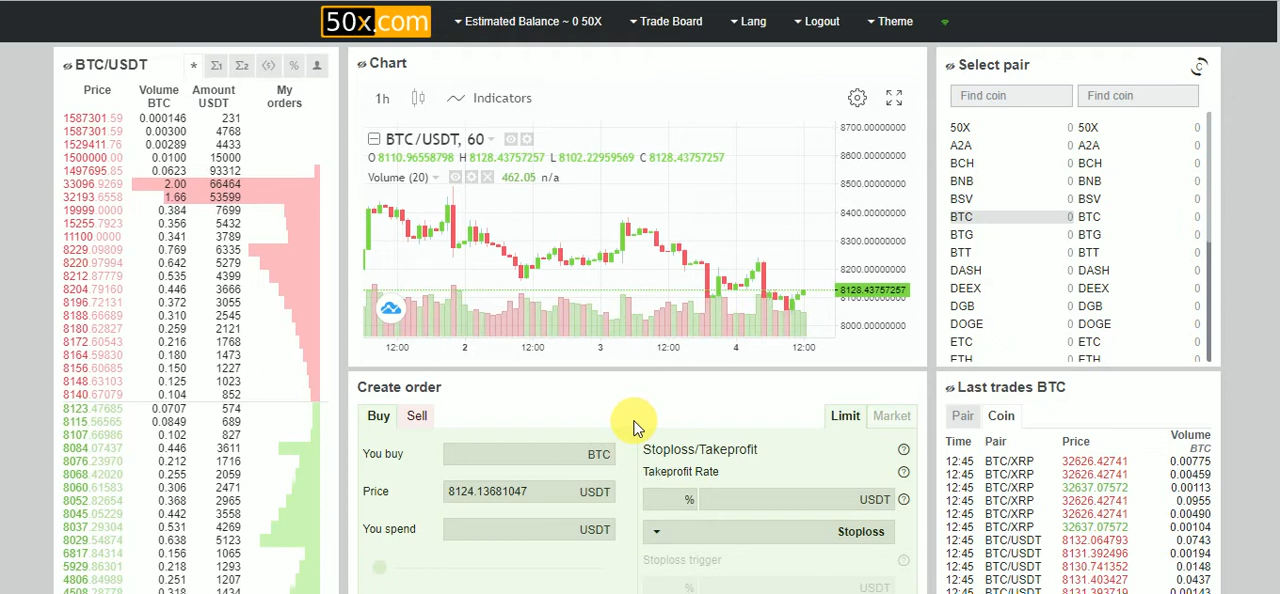 50x.com Estimated Balance ~ 0 50X Trade Board Lang Logout Theme
BTC/USDT * Σ1 Σ2 %
Price Volume BTC Amount USDT My orders
1587301.59 0.000146 231
1587301.59 0.00300 4768
1529411.76 0.00289 4433
1500000.00 0.0100 15000
1497695.85 0.0623 93312
33096.9269 2.00 66464
32193.6558 1.66 53599
19999.0000 0.384 7699
15255.7923 0.356 5432
11100.0000 0.341 3789
8229.09809 0.769 6335
8220.97994 0.642 5279
8212.87779 0.535 4399
8204.79160 0.446 3666
8196.72131 0.372 3055
8188.66689 0.310 2545
8180.62827 0.259 2121
8172.60543 0.216 1768
8164.59830 0.180 1473
8156.60685 0.150 1227
8148.63103 0.125 1023
8140.67079 0.104 852
8123.47685 0.0707 574
8115.56565 0.0849 689
8107.66986 0.102 827
8084.07437 0.446 3611
8076.23970 0.212 1716
8068.42020 0.255 2059
8060.61580 0.306 2471
8052.82654 0.368 2965
8045.05229 0.442 3558
8037.29304 0.531 4269
8029.54874 0.638 5123
6817.84314 0.156 1065
5929.86301 0.218 1293
4806.84989 0.251 1207
4508.28778 0.318 1434
Chart
1h Indicators
BTC/USDT, 60
O 8110.96558798 H 8128.43757257 L 8102.22959569 C 8128.43757257
Volume (20) 462.05 n/a
8700.00000000
8600.00000000
8500.00000000
8400.00000000
8300.00000000
8200.00000000
8128.43757257
8100.00000000
8000.00000000
12:00 2 12:00 3 12:00 4 12:00
Create order
Buy Sell Limit Market
You buy BTC
Price 8124.13681047 USDT
You spend USDT
Stoploss/Takeprofit ?
Takeprofit Rate ?
% USDT ?
Stoploss
Stoploss trigger ?
% USDT
Select pair
Find coin Find coin
50X 0 50X 0
A2A 0 A2A 0
BCH 0 BCH 0
BNB 0 BNB 0
BSV 0 BSV 0
BTC 0 BTC 0
BTG 0 BTG 0
BTT 0 BTT 0
DASH 0 DASH 0
DEEX 0 DEEX 0
DGB 0 DGB 0
DOGE 0 DOGE 0
ETC 0 ETC 0
ETH 0 ETH 0
Last trades BTC
Pair Coin
Time Pair Price Volume BTC
12:45 BTC/XRP 32626.42741 0.00775
12:45 BTC/XRP 32626.42741 0.00459
12:45 BTC/XRP 32637.07572 0.00113
12:45 BTC/XRP 32626.42741 0.0955
12:45 BTC/XRP 32626.42741 0.00490
12:45 BTC/XRP 32637.07572 0.00104
12:45 BTC/USDT 8132.064793 0.0743
12:45 BTC/USDT 8131.392496 0.00194
12:45 BTC/USDT 8130.741352 0.0148
12:45 BTC/USDT 8131.403427 0.0437
12:45 BTC/USDT 8131.393719 0.00143